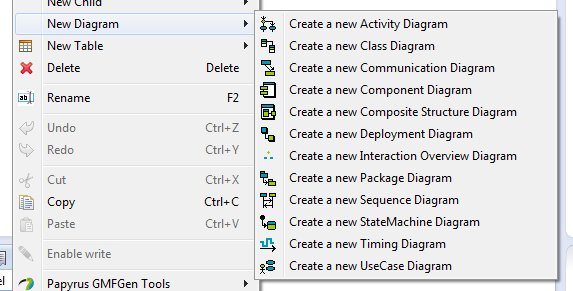 New Child
New Diagram
New Table
Delete Delete
Rename F2
Undo Ctrl+Z
Redo Ctrl+Y
Cut Ctrl+X
Copy Ctrl+C
Paste Ctrl+V
Enable write
Papyrus GMFGen Tools
Create a new Activity Diagram
Create a new Class Diagram
Create a new Communication Diagram
Create a new Component Diagram
Create a new Composite Structure Diagram
Create a new Deployment Diagram
Create a new Interaction Overview Diagram
Create a new Package Diagram
Create a new Sequence Diagram
Create a new StateMachine Diagram
Create a new Timing Diagram
Create a new UseCase Diagram